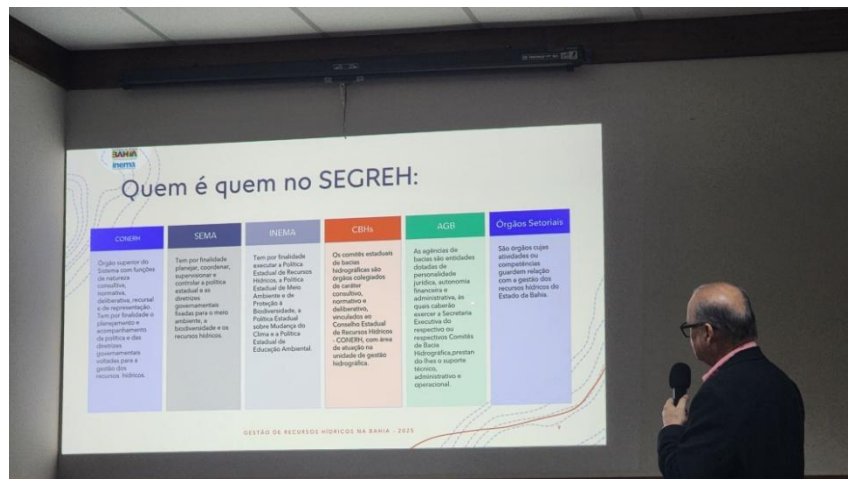 BAHIA
inema
Quem é quem no SEGREH:
CONERH
Órgão superior do
Sistema com funções
de natureza
consultiva,
normativa,
deliberativa, recursal
e de representação.
Tem por finalidade o
planejamento e
acompanhamento
da política e das
diretrizes
governamentais
voltadas para a
gestão dos
recursos hídricos.
SEMA
Tem por finalidade
planejar, coordenar,
supervisionar e
controlar a política
estadual e as
diretrizes
governamentais
fixadas para o meio
ambiente, a
biodiversidade e os
recursos hídricos.
INEMA
Tem por finalidade
executar a Política
Estadual de Recursos
Hídricos, a Política
Estadual de Meio
Ambiente e de
Proteção à
Biodiversidade, a
Política Estadual
sobre Mudança do
Clima e a Política
Estadual de
Educação Ambiental.
CBHs
Os comitês estaduais
de bacias
hidrográficas são
órgãos colegiados
de caráter
consultivo,
normativo e
deliberativo,
vinculados ao
Conselho Estadual
de Recursos Hídricos
- CONERH, com área
de atuação na
unidade de gestão
hidrográfica.
AGB
As agências de
bacias são entidades
dotadas de
personalidade
jurídica, autonomia
financeira e
administrativa, às
quais caberão
exercer a Secretaria
Executiva do
respectivo ou
respectivos Comitês
de Bacia
Hidrográfica,prestan
do-lhes o suporte
técnico,
administrativo e
operacional.
Órgãos Setoriais
São órgãos cujas
atividades ou
competências
guardem relação
com a gestão dos
recursos hídricos do
Estado da Bahia.
GESTÃO DE RECURSOS HÍDRICOS NA BAHIA - 2025
9